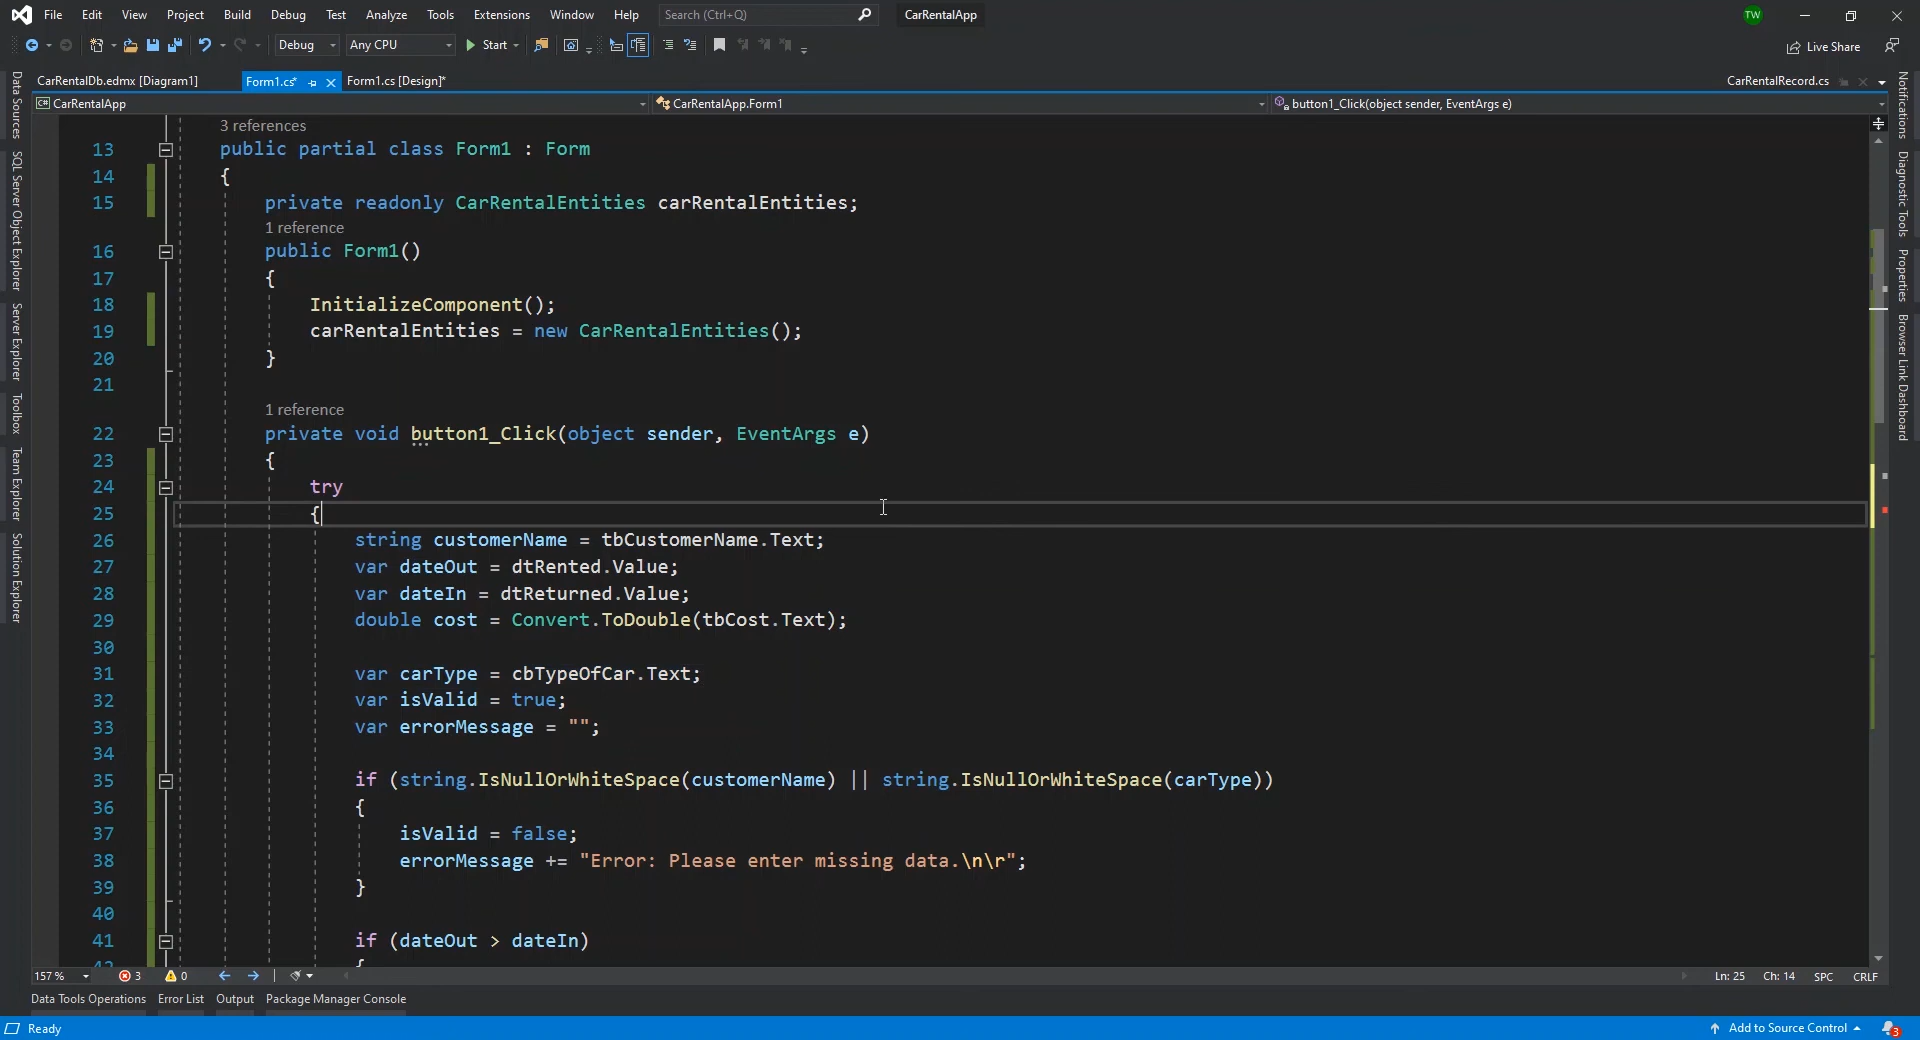 File Edit View Project Build Debug Test Analyze Tools Extensions Window Help Search (Ctrl+Q) CarRentalApp TW
Debug Any CPU Start Live Share
CarRentalDb.edmx [Diagram1] Form1.cs* Form1.cs [Design]* CarRentalRecord.cs
C# CarRentalApp CarRentalApp.Form1 button1_Click(object sender, EventArgs e)
Data Sources
SQL Server Object Explorer
Server Explorer
Toolbox
Team Explorer
Solution Explorer
3 references
13 public partial class Form1 : Form
14 {
15 private readonly CarRentalEntities carRentalEntities;
1 reference
16 public Form1()
17 {
18 InitializeComponent();
19 carRentalEntities = new CarRentalEntities();
20 }
21
1 reference
22 private void button1_Click(object sender, EventArgs e)
23 {
24 try
25 {
26 string customerName = tbCustomerName.Text;
27 var dateOut = dtRented.Value;
28 var dateIn = dtReturned.Value;
29 double cost = Convert.ToDouble(tbCost.Text);
30
31 var carType = cbTypeOfCar.Text;
32 var isValid = true;
33 var errorMessage = "";
34
35 if (string.IsNullOrWhiteSpace(customerName) || string.IsNullOrWhiteSpace(carType))
36 {
37 isValid = false;
38 errorMessage += "Error: Please enter missing data.\n\r";
39 }
40
41 if (dateOut > dateIn)
42 {
Notifications
Diagnostic Tools
Properties
Browser Link Dashboard
157 % 3 0 Ln: 25 Ch: 14 SPC CRLF
Data Tools Operations Error List Output Package Manager Console
Ready Add to Source Control 3